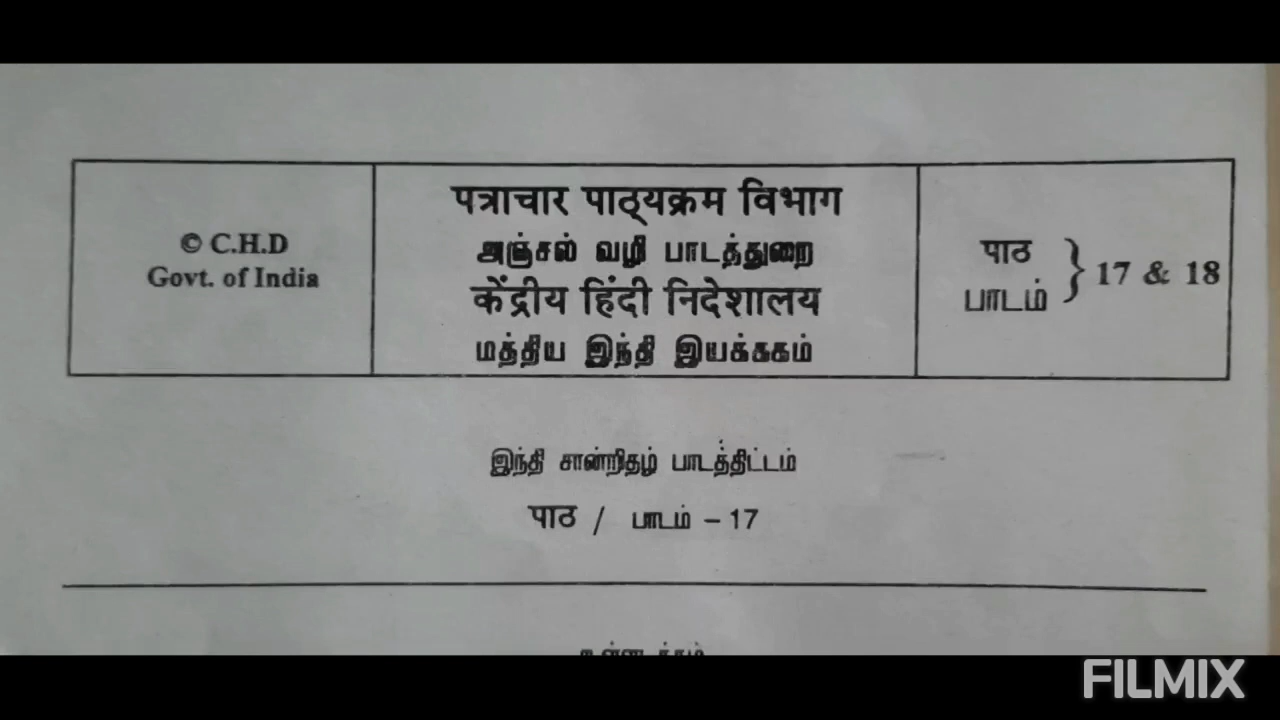 © C.H.D
Govt. of India
पत्राचार पाठ्यक्रम विभाग
அஞ்சல் வழி பாடத்துறை
केंद्रीय हिंदी निदेशालय
மத்திய இந்தி இயக்ககம்
पाठ
பாடம்
} 17 & 18
இந்தி சான்றிதழ் பாடத்திட்டம்
पाठ / பாடம் – 17
FILMIX